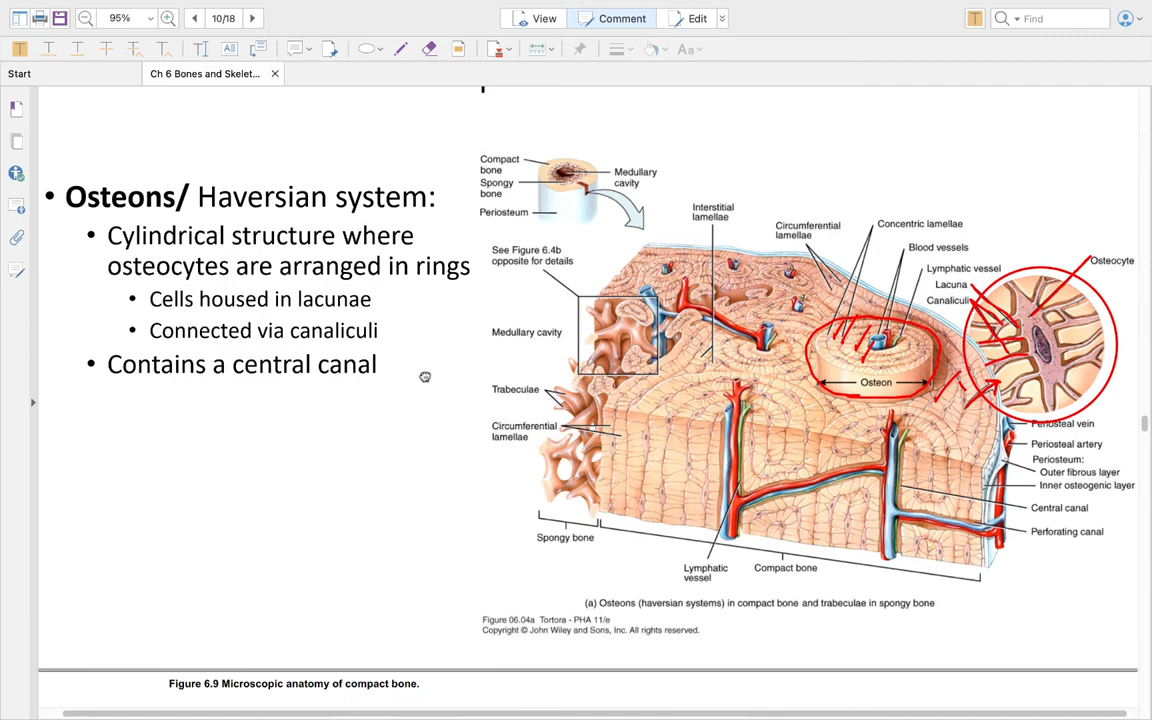 95%
10/18
View
Comment
Edit
Find
Start
Ch 6 Bones and Skelet...
• Osteons/ Haversian system:
• Cylindrical structure where
osteocytes are arranged in rings
• Cells housed in lacunae
• Connected via canaliculi
• Contains a central canal
Compact
bone
Spongy
bone
Periosteum
Medullary
cavity
See Figure 6.4b
opposite for details
Medullary cavity
Trabeculae
Circumferential
lamellae
Interstitial
lamellae
Circumferential
lamellae
Concentric lamellae
Blood vessels
Lymphatic vessel
Lacuna
Canaliculi
Osteocyte
Osteon
Periosteal vein
Periosteal artery
Periosteum:
Outer fibrous layer
Inner osteogenic layer
Central canal
Perforating canal
Spongy bone
Lymphatic
vessel
Compact bone
(a) Osteons (haversian systems) in compact bone and trabeculae in spongy bone
Figure 06.04a Tortora - PHA 11/e
Copyright © John Wiley and Sons, Inc. All rights reserved.
Figure 6.9 Microscopic anatomy of compact bone.